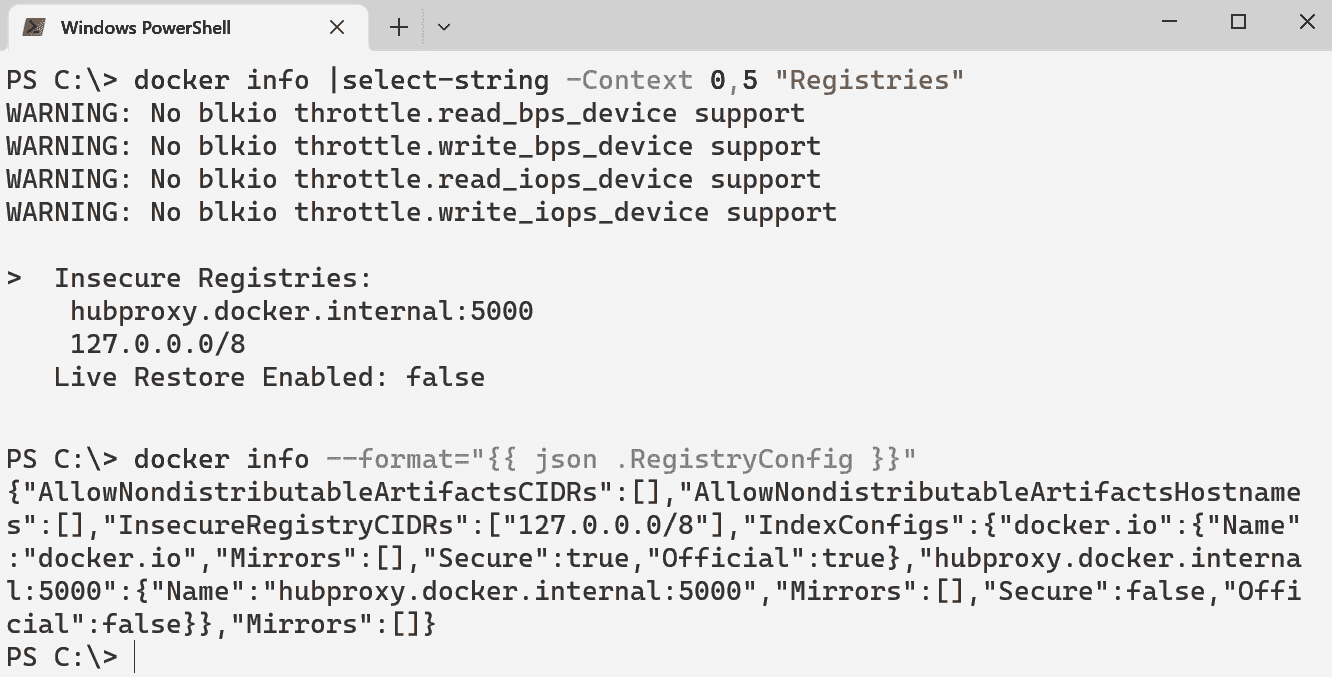 Windows PowerShell
PS C:\> docker info |select-string -Context 0,5 "Registries"
WARNING: No blkio throttle.read_bps_device support
WARNING: No blkio throttle.write_bps_device support
WARNING: No blkio throttle.read_iops_device support
WARNING: No blkio throttle.write_iops_device support
>  Insecure Registries:
    hubproxy.docker.internal:5000
    127.0.0.0/8
   Live Restore Enabled: false
PS C:\> docker info --format="{{ json .RegistryConfig }}"
{"AllowNondistributableArtifactsCIDRs":[],"AllowNondistributableArtifactsHostname
s":[],"InsecureRegistryCIDRs":["127.0.0.0/8"],"IndexConfigs":{"docker.io":{"Name"
:"docker.io","Mirrors":[],"Secure":true,"Official":true},"hubproxy.docker.interna
l:5000":{"Name":"hubproxy.docker.internal:5000","Mirrors":[],"Secure":false,"Offi
cial":false}},"Mirrors":[]}
PS C:\>